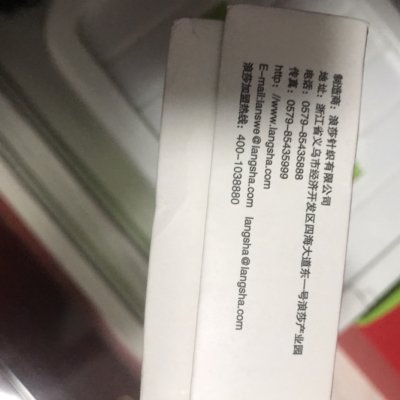 制造商：浪莎针织有限公司
地址：浙江省义乌市经济开发区四海大道东一号浪莎产业园
电话：0579-85435888
传真：0579-85435999
http：//www.langsha.com
E-mail:lanswe@langsha.com langsha@langsha.com
浪莎加盟热线：400-1038880